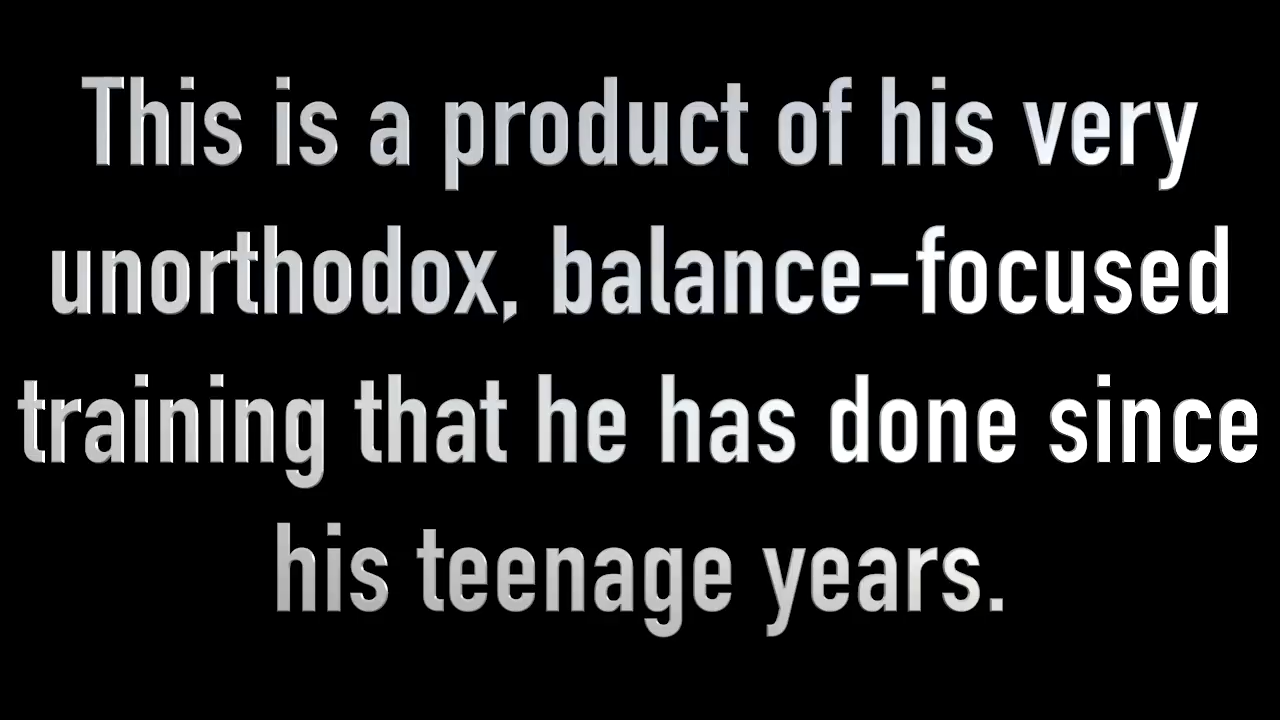 This is a product of his very
unorthodox, balance-focused
training that he has done since
his teenage years.